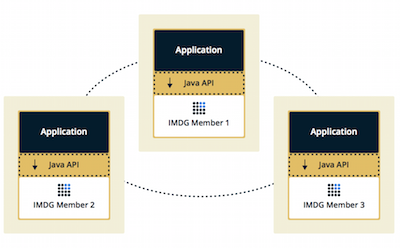 Application
Java API
IMDG Member 1
Application
Java API
IMDG Member 2
Application
Java API
IMDG Member 3